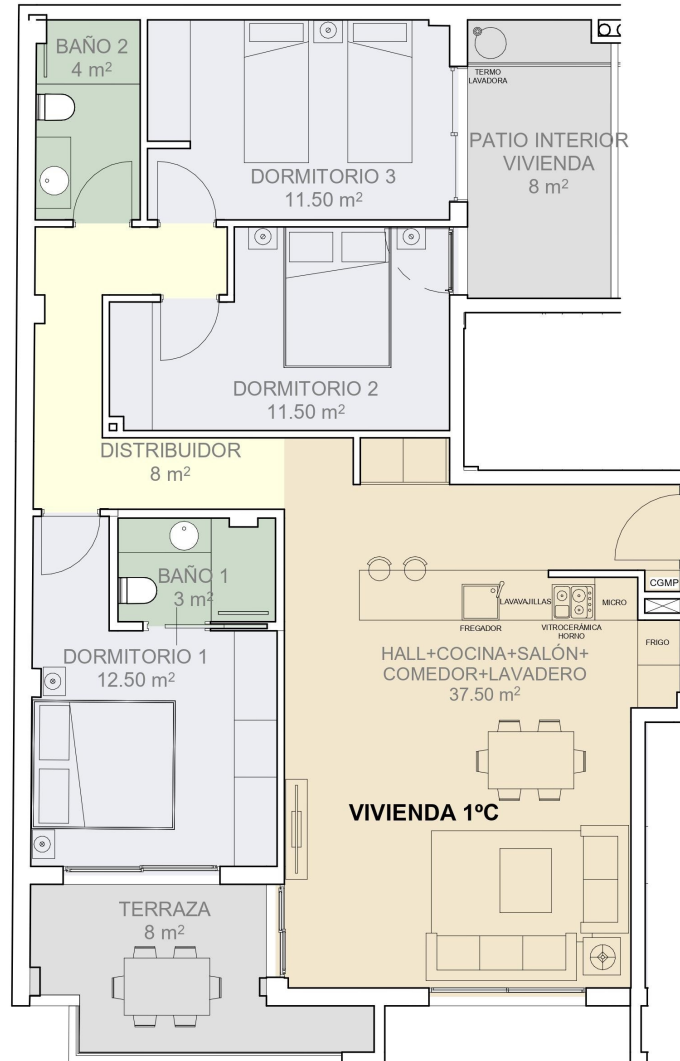 BAÑO 2
4 m²
TERMO
LAVADORA
PATIO INTERIOR
VIVIENDA
8 m²
DORMITORIO 3
11.50 m²
DORMITORIO 2
11.50 m²
DISTRIBUIDOR
8 m²
BAÑO 1
3 m²
CGMP
LAVAVAJILLAS
MICRO
FREGADOR
VITROCERÁMICA
HORNO
FRIGO
DORMITORIO 1
12.50 m²
HALL+COCINA+SALÓN+
COMEDOR+LAVADERO
37.50 m²
VIVIENDA 1ºC
TERRAZA
8 m²